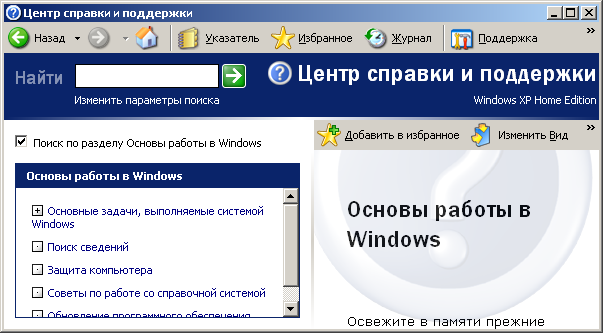 Центр справки и поддержки
Назад Указатель Избранное Журнал Поддержка »
Найти
Центр справки и поддержки
Изменить параметры поиска
Windows XP Home Edition
Добавить в избранное Изменить Вид »
Поиск по разделу Основы работы в Windows
Основы работы в Windows
Основные задачи, выполняемые системой
Windows
Поиск сведений
Защита компьютера
Советы по работе со справочной системой
Обновление программного обеспечения
Основы работы в
Windows
Освежите в памяти прежние